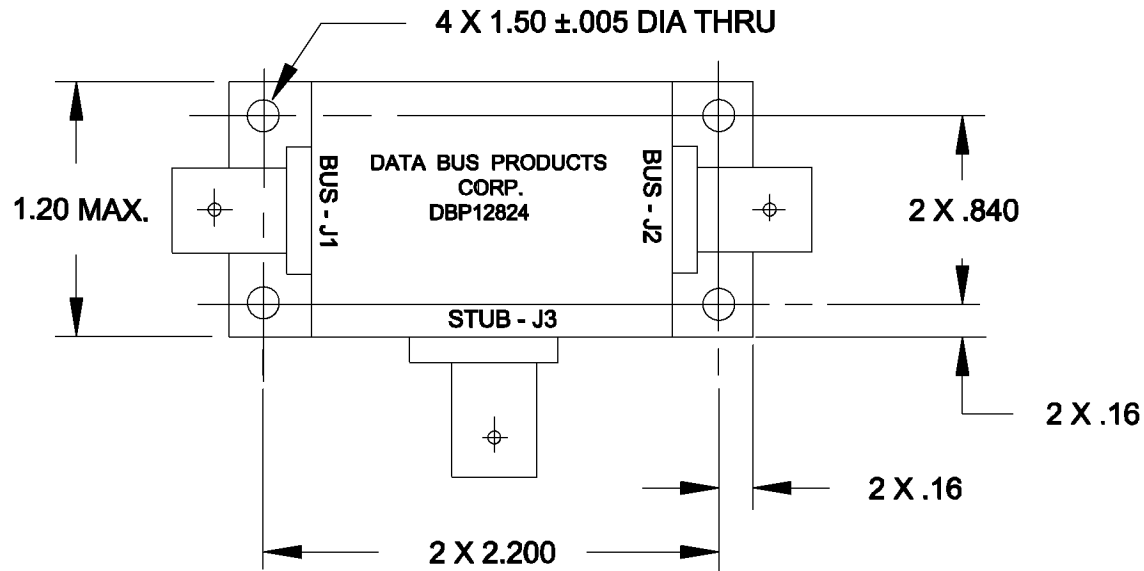 4 X 1.50 ±.005 DIA THRU
1.20 MAX.
BUS - J1
DATA BUS PRODUCTS
CORP.
DBP12824
BUS - J2
2 X .840
STUB - J3
2 X .16
2 X .16
2 X 2.200